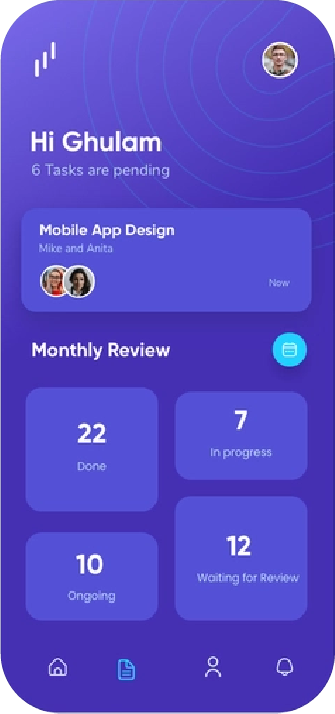 Hi Ghulam
6 Tasks are pending
Mobile App Design
Mike and Anita
Now
Monthly Review
22
Done
7
In progress
10
Ongoing
12
Waiting for Review